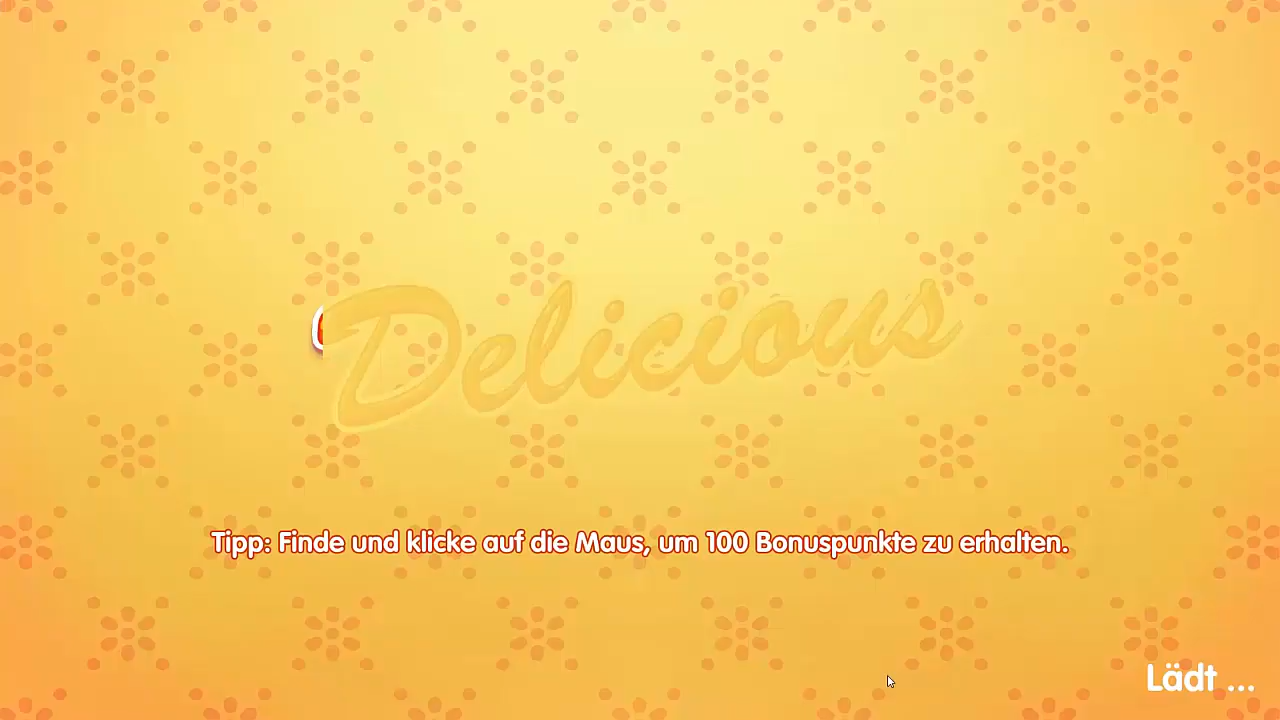 Delicious
Tipp: Finde und klicke auf die Maus, um 100 Bonuspunkte zu erhalten.
Lädt ...